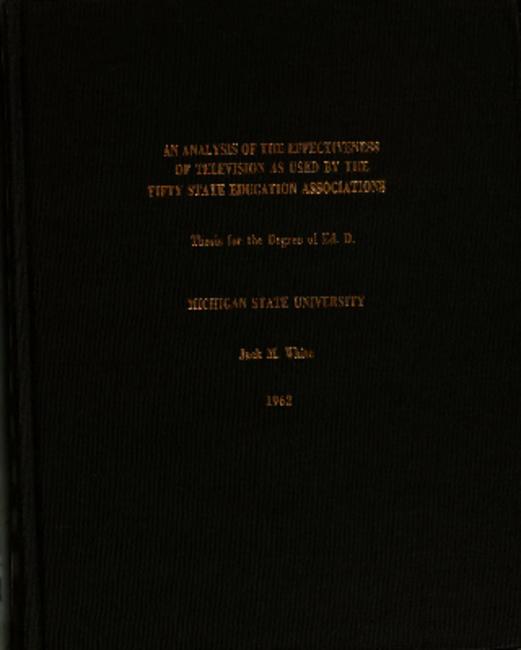 AN ANALYSIS OF THE EFFECTIVENESS
OF TELEVISION AS USED BY THE
FIFTY STATE EDUCATION ASSOCIATIONS
Thesis for the Degree of Ed. D.
MICHIGAN STATE UNIVERSITY
Jack M. White
1962